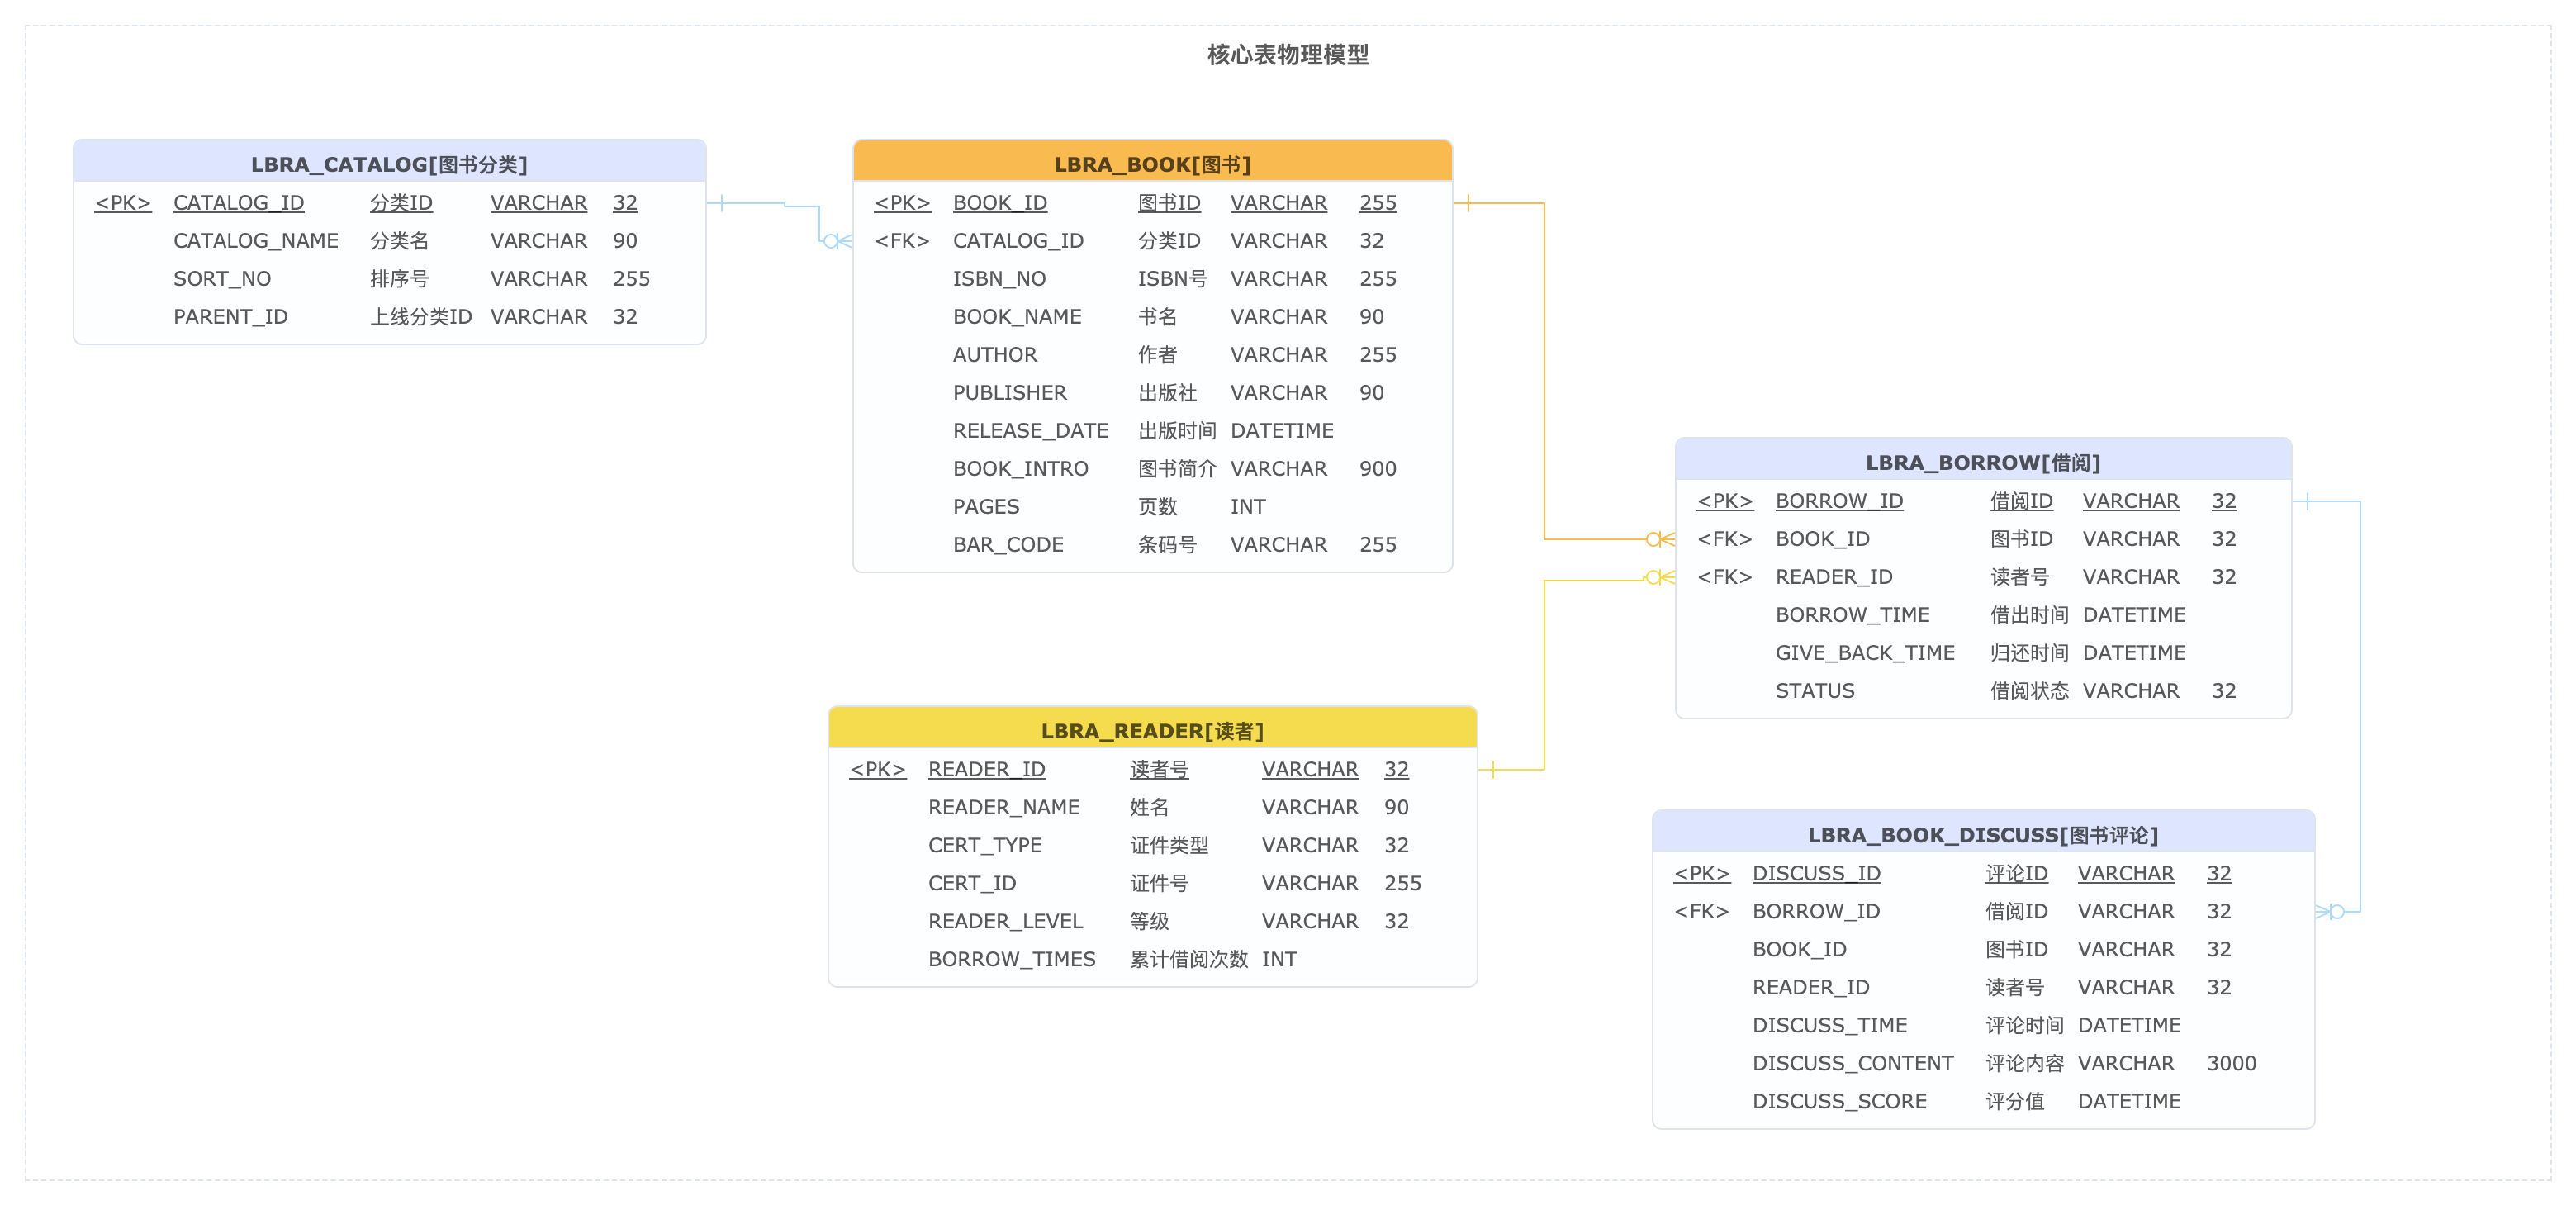 核心表物理模型
LBRA_CATALOG[图书分类]
<PK> CATALOG_ID 分类ID VARCHAR 32
CATALOG_NAME 分类名 VARCHAR 90
SORT_NO 排序号 VARCHAR 255
PARENT_ID 上线分类ID VARCHAR 32
LBRA_BOOK[图书]
<PK> BOOK_ID 图书ID VARCHAR 255
<FK> CATALOG_ID 分类ID VARCHAR 32
ISBN_NO ISBN号 VARCHAR 255
BOOK_NAME 书名 VARCHAR 90
AUTHOR 作者 VARCHAR 255
PUBLISHER 出版社 VARCHAR 90
RELEASE_DATE 出版时间 DATETIME
BOOK_INTRO 图书简介 VARCHAR 900
PAGES 页数 INT
BAR_CODE 条码号 VARCHAR 255
LBRA_BORROW[借阅]
<PK> BORROW_ID 借阅ID VARCHAR 32
<FK> BOOK_ID 图书ID VARCHAR 32
<FK> READER_ID 读者号 VARCHAR 32
BORROW_TIME 借出时间 DATETIME
GIVE_BACK_TIME 归还时间 DATETIME
STATUS 借阅状态 VARCHAR 32
LBRA_READER[读者]
<PK> READER_ID 读者号 VARCHAR 32
READER_NAME 姓名 VARCHAR 90
CERT_TYPE 证件类型 VARCHAR 32
CERT_ID 证件号 VARCHAR 255
READER_LEVEL 等级 VARCHAR 32
BORROW_TIMES 累计借阅次数 INT
LBRA_BOOK_DISCUSS[图书评论]
<PK> DISCUSS_ID 评论ID VARCHAR 32
<FK> BORROW_ID 借阅ID VARCHAR 32
BOOK_ID 图书ID VARCHAR 32
READER_ID 读者号 VARCHAR 32
DISCUSS_TIME 评论时间 DATETIME
DISCUSS_CONTENT 评论内容 VARCHAR 3000
DISCUSS_SCORE 评分值 DATETIME